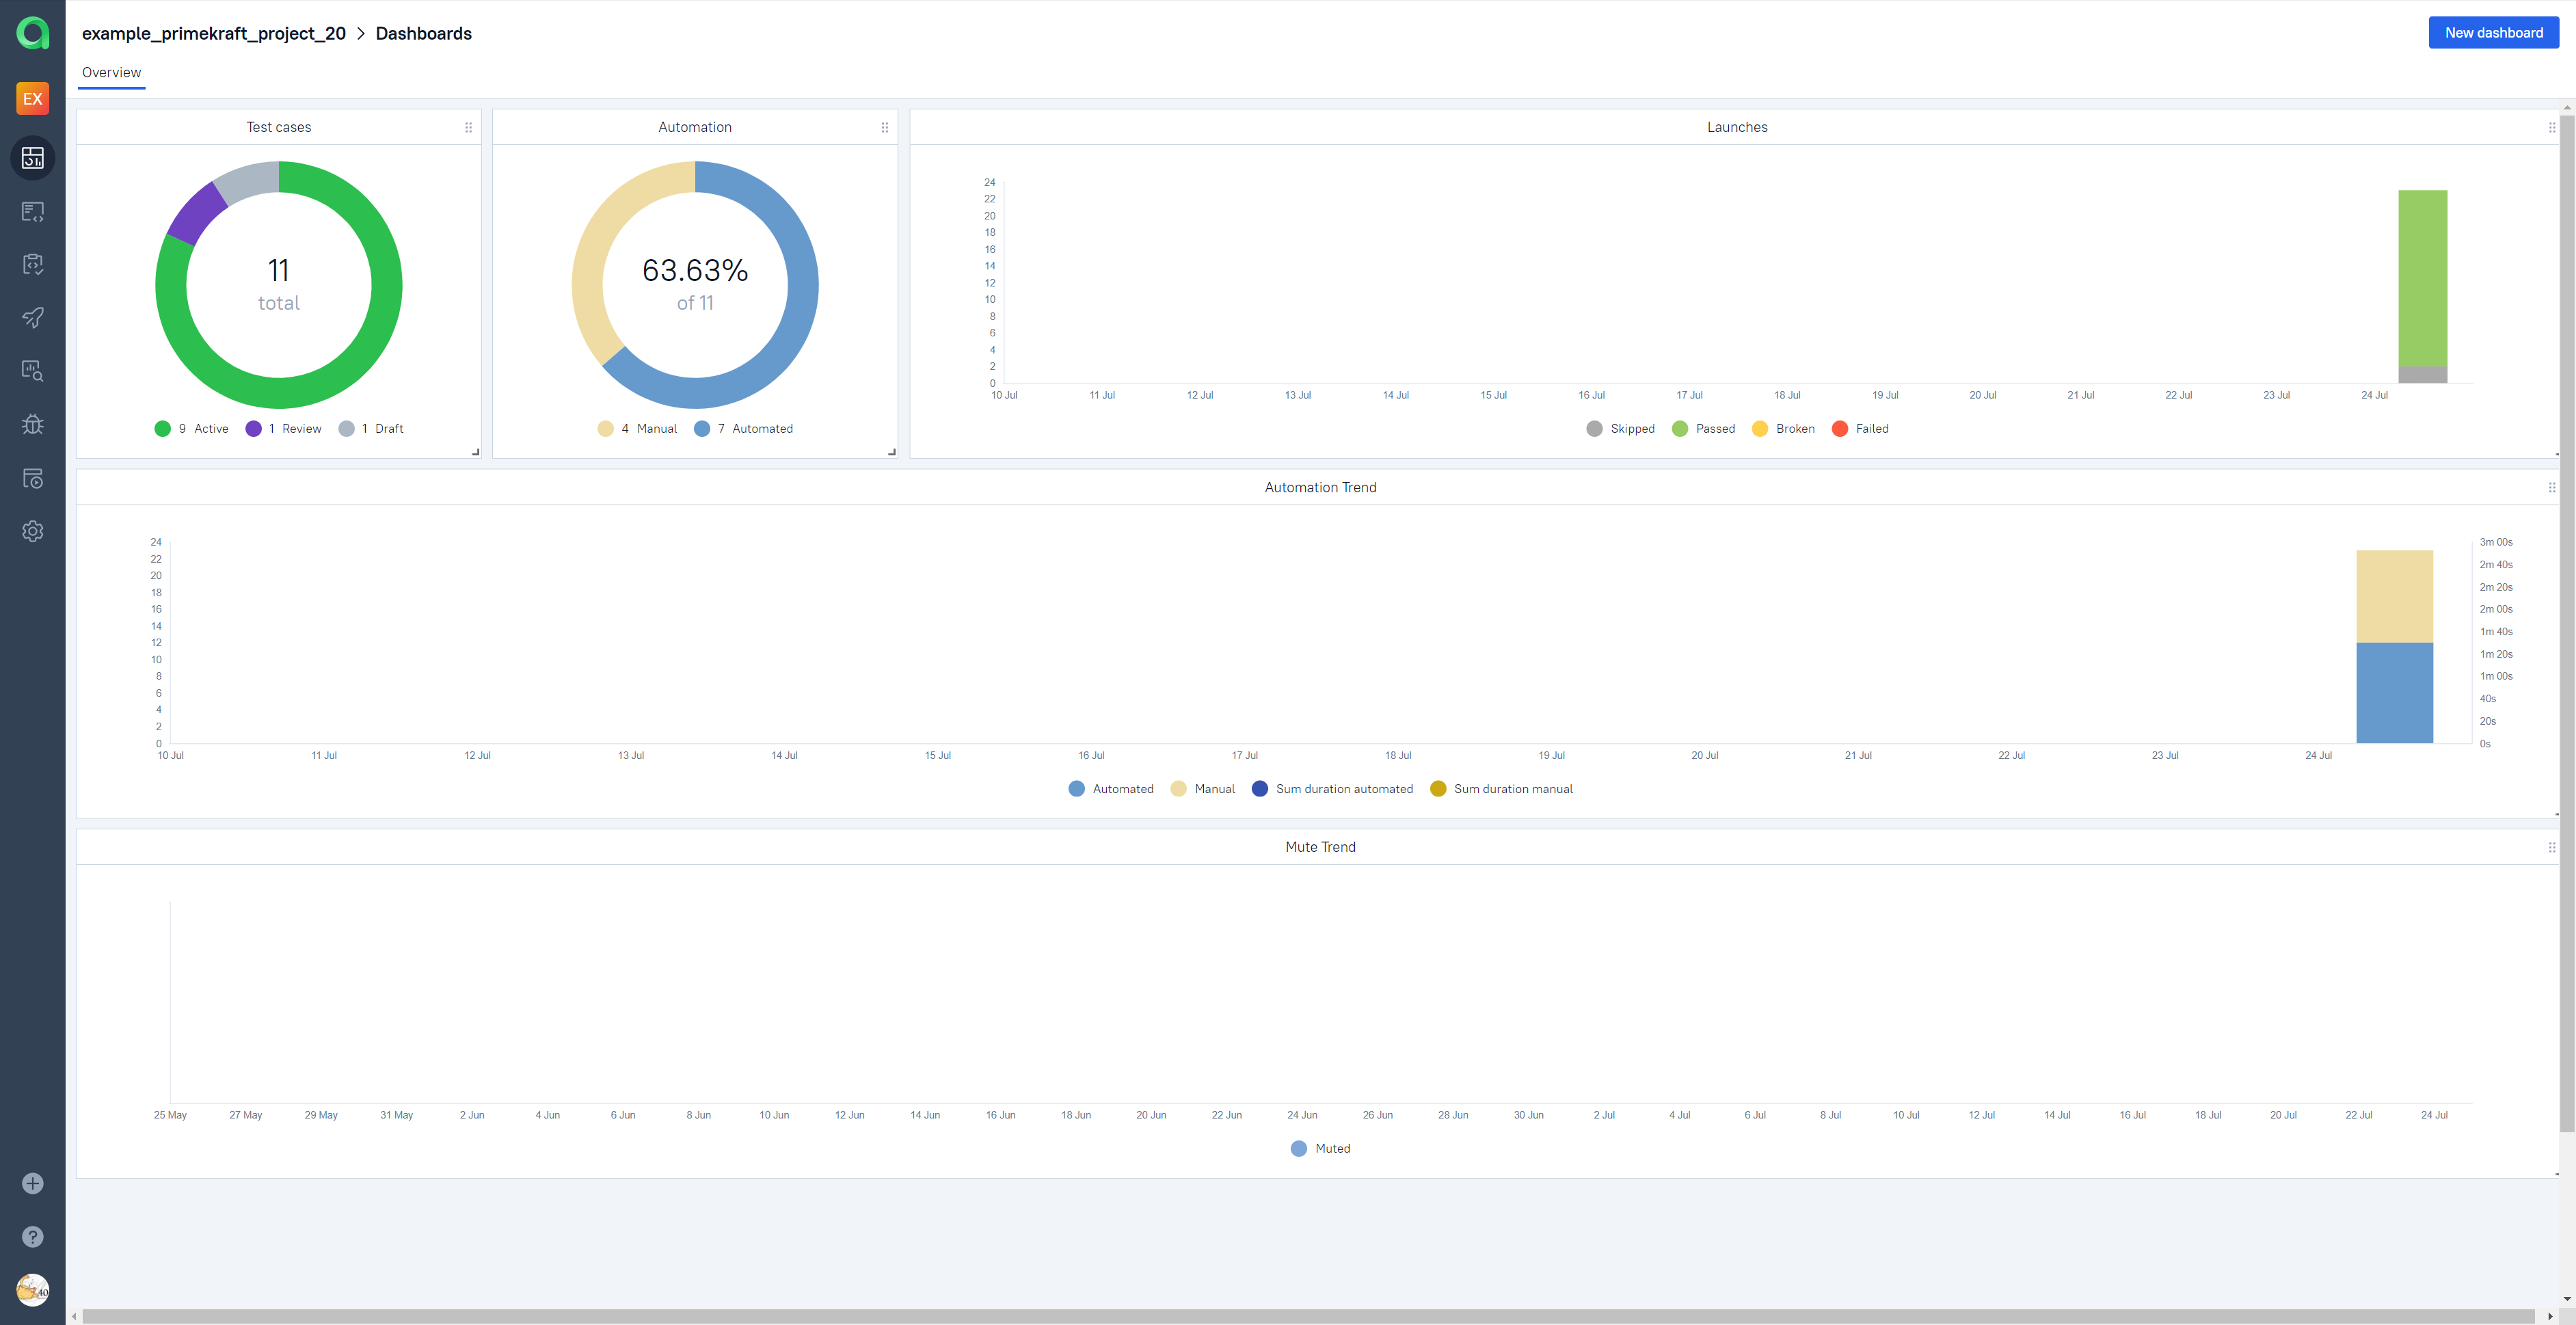 example_primekraft_project_20 > Dashboards
New dashboard
Overview
EX
Test cases
11
total
9 Active 1 Review 1 Draft
Automation
63.63%
of 11
4 Manual 7 Automated
Launches
24
22
20
18
16
14
12
10
8
6
4
2
0
10 Jul 11 Jul 12 Jul 13 Jul 14 Jul 15 Jul 16 Jul 17 Jul 18 Jul 19 Jul 20 Jul 21 Jul 22 Jul 23 Jul 24 Jul
Skipped Passed Broken Failed
Automation Trend
24
22
20
18
16
14
12
10
8
6
4
2
0
3m 00s
2m 40s
2m 20s
2m 00s
1m 40s
1m 20s
1m 00s
40s
20s
0s
10 Jul 11 Jul 12 Jul 13 Jul 14 Jul 15 Jul 16 Jul 17 Jul 18 Jul 19 Jul 20 Jul 21 Jul 22 Jul 23 Jul 24 Jul
Automated Manual Sum duration automated Sum duration manual
Mute Trend
25 May 27 May 29 May 31 May 2 Jun 4 Jun 6 Jun 8 Jun 10 Jun 12 Jun 14 Jun 16 Jun 18 Jun 20 Jun 22 Jun 24 Jun 26 Jun 28 Jun 30 Jun 2 Jul 4 Jul 6 Jul 8 Jul 10 Jul 12 Jul 14 Jul 16 Jul 18 Jul 20 Jul 22 Jul 24 Jul
Muted
40